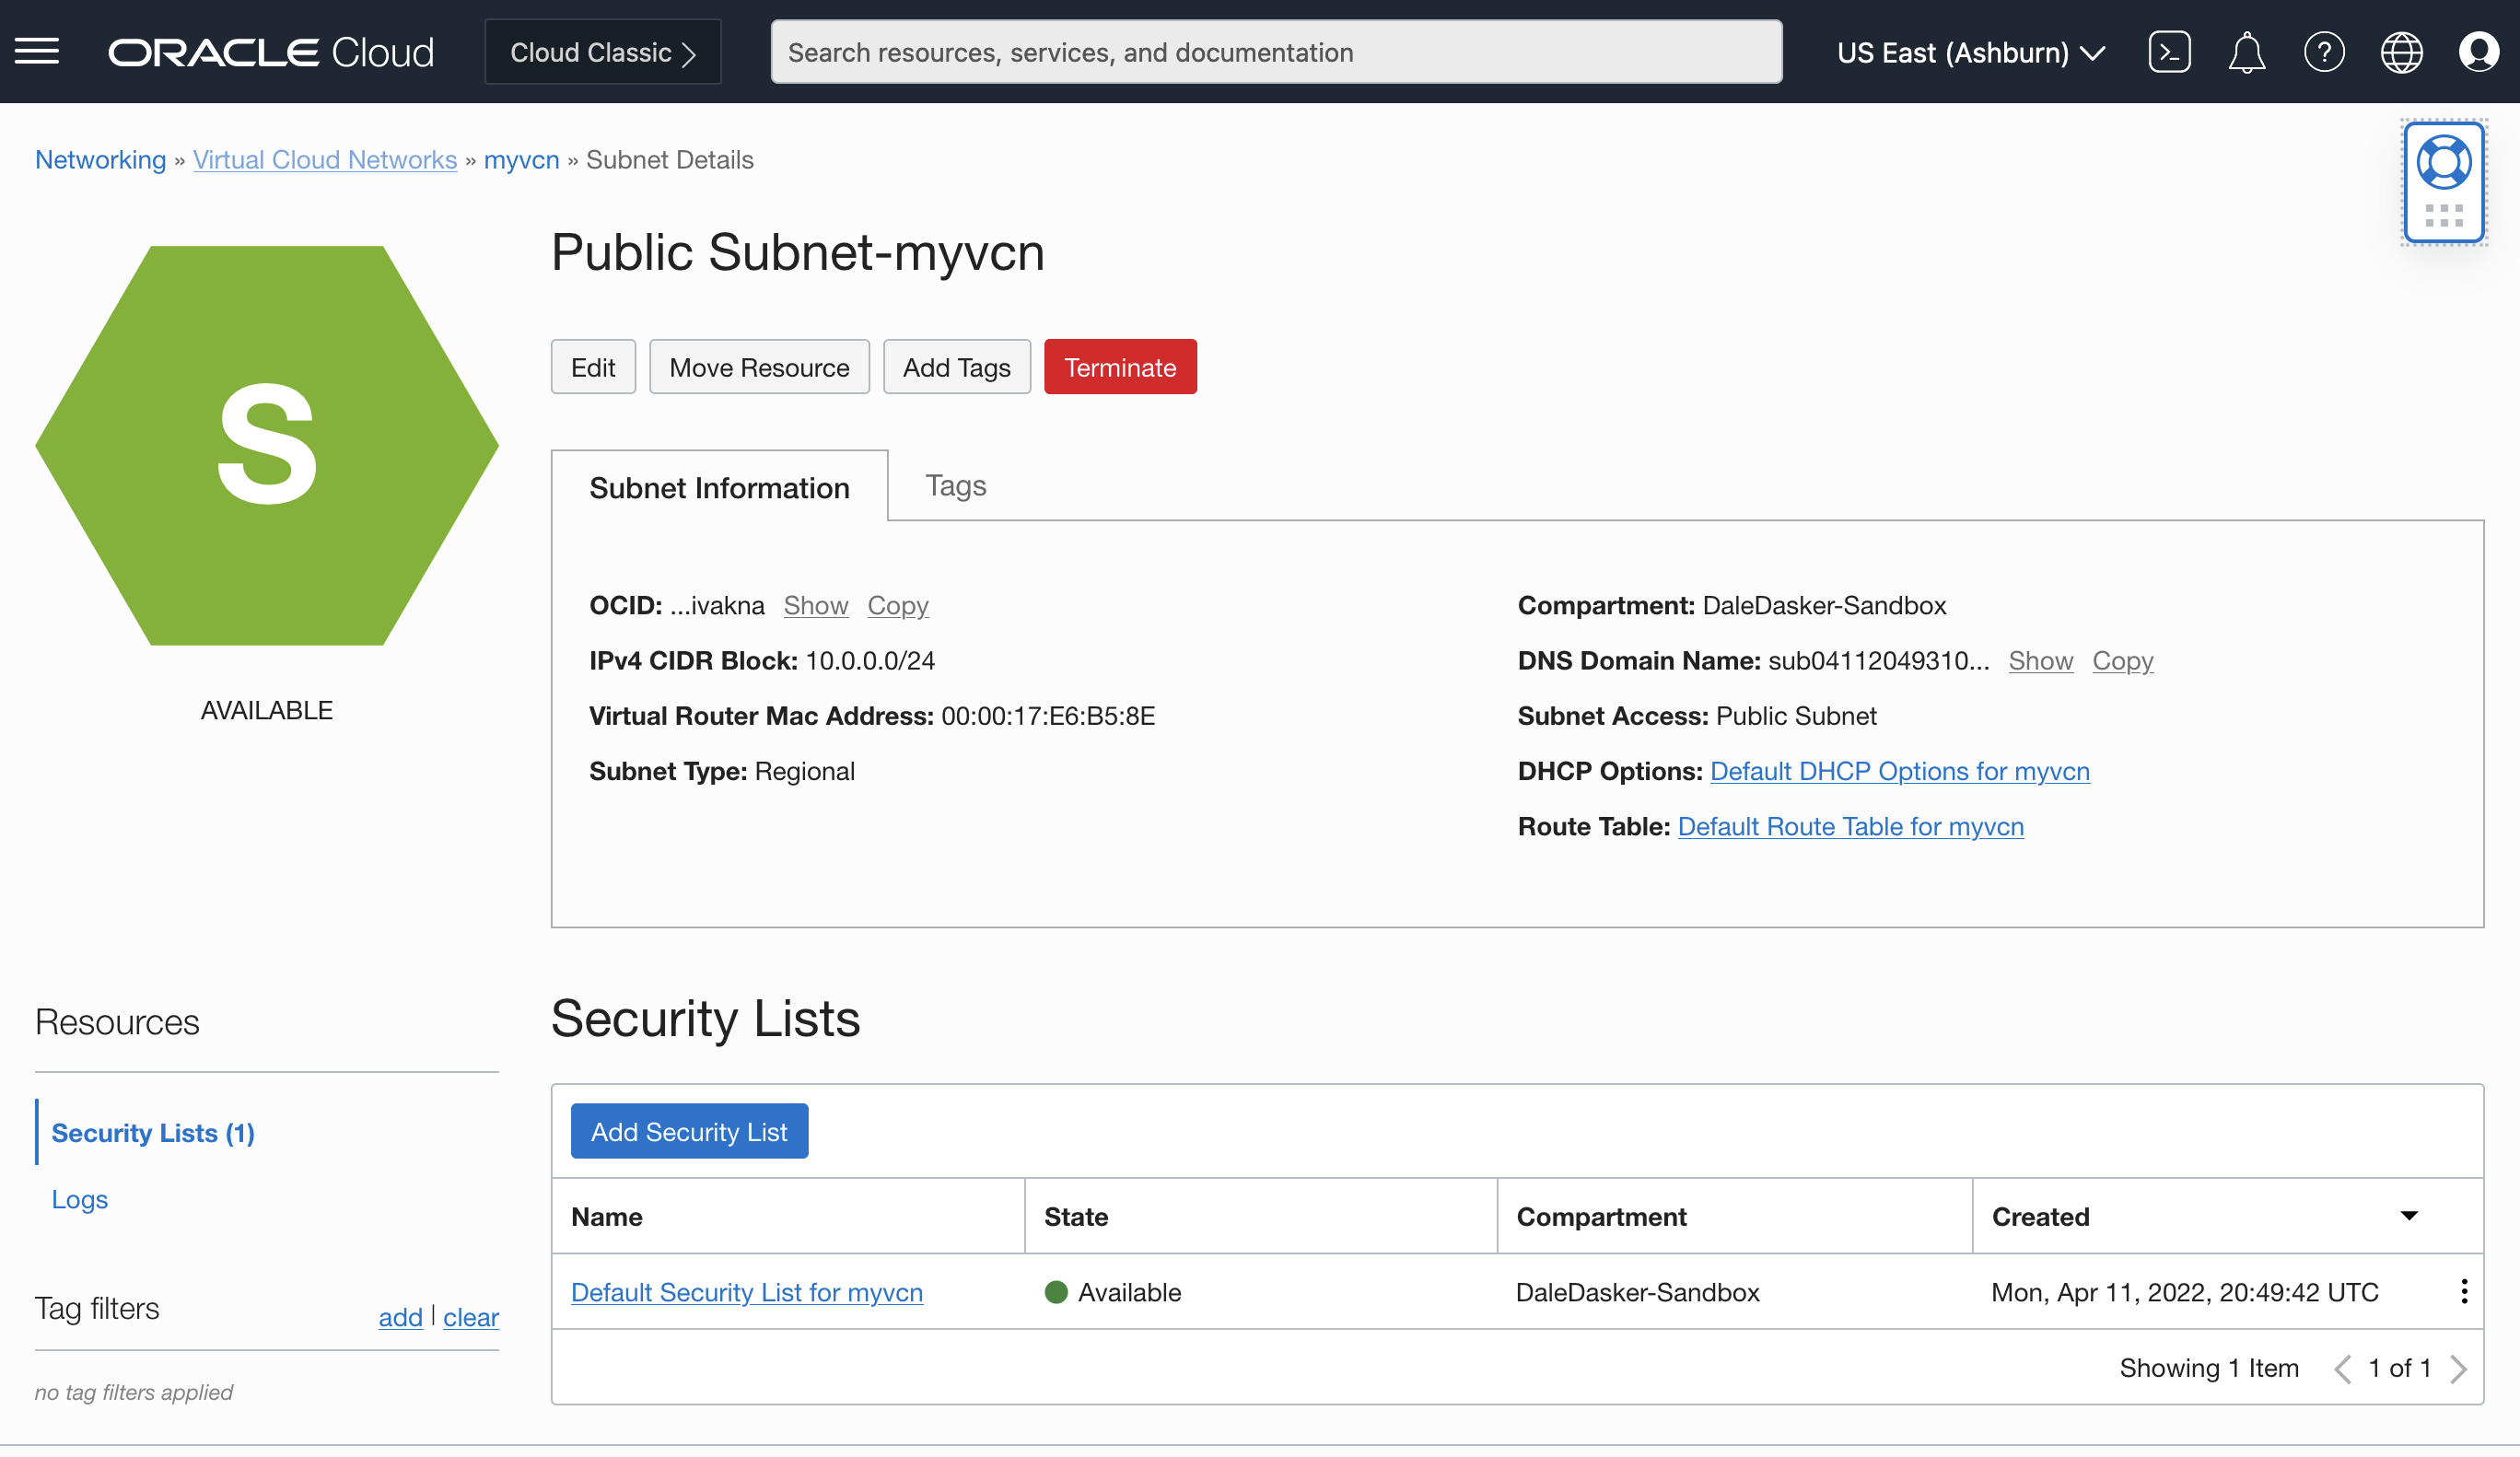 ORACLE Cloud Cloud Classic Search resources, services, and documentation US East (Ashburn)
Networking » Virtual Cloud Networks » myvcn » Subnet Details
Public Subnet-myvcn
Edit Move Resource Add Tags Terminate
S
AVAILABLE
Subnet Information Tags
OCID: ...ivakna Show Copy
IPv4 CIDR Block: 10.0.0.0/24
Virtual Router Mac Address: 00:00:17:E6:B5:8E
Subnet Type: Regional
Compartment: DaleDasker-Sandbox
DNS Domain Name: sub04112049310... Show Copy
Subnet Access: Public Subnet
DHCP Options: Default DHCP Options for myvcn
Route Table: Default Route Table for myvcn
Resources
Security Lists (1)
Logs
Tag filters add | clear
no tag filters applied
Security Lists
Add Security List
Name State Compartment Created
Default Security List for myvcn Available DaleDasker-Sandbox Mon, Apr 11, 2022, 20:49:42 UTC
Showing 1 Item 1 of 1